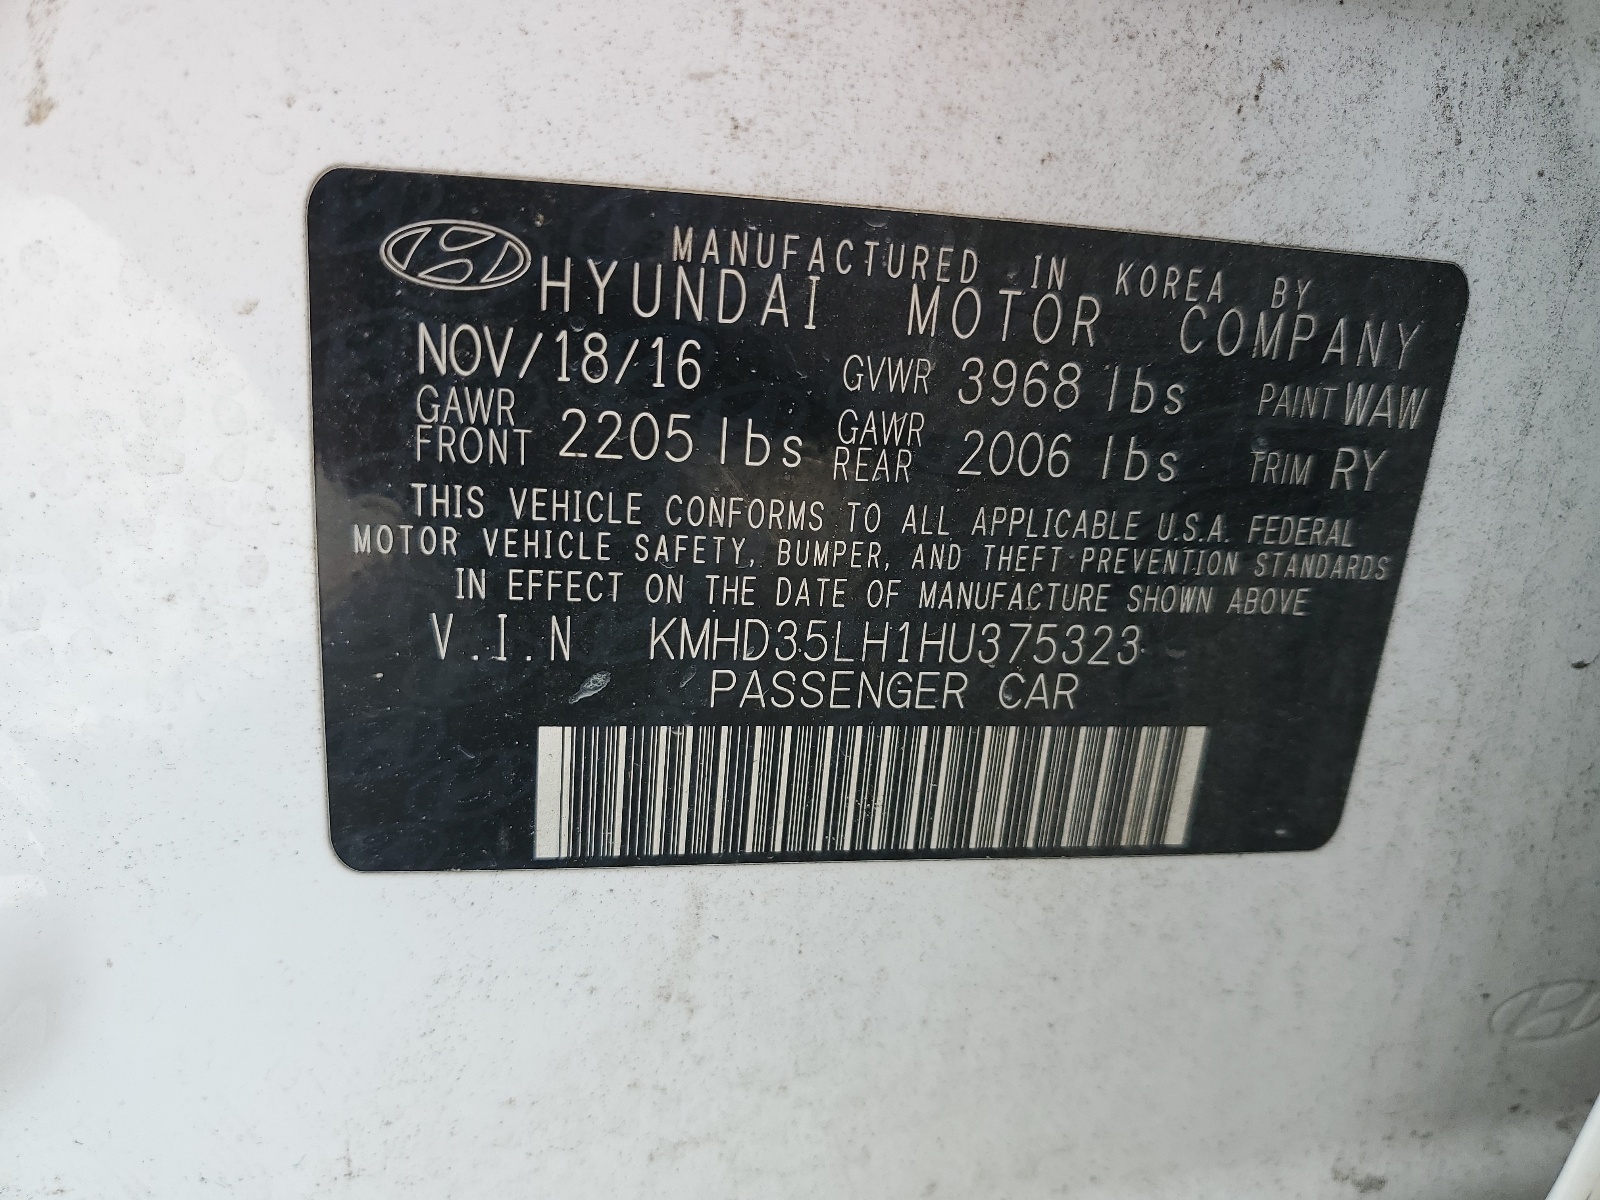 MANUFACTURED IN KOREA BY
HYUNDAI MOTOR COMPANY
NOV/18/16 GVWR 3968 lbs PAINT WAW
GAWR FRONT 2205 lbs GAWR REAR 2006 lbs TRIM RY
THIS VEHICLE CONFORMS TO ALL APPLICABLE U.S.A. FEDERAL
MOTOR VEHICLE SAFETY, BUMPER, AND THEFT PREVENTION STANDARDS
IN EFFECT ON THE DATE OF MANUFACTURE SHOWN ABOVE
V.I.N KMHD35LH1HU375323
PASSENGER CAR